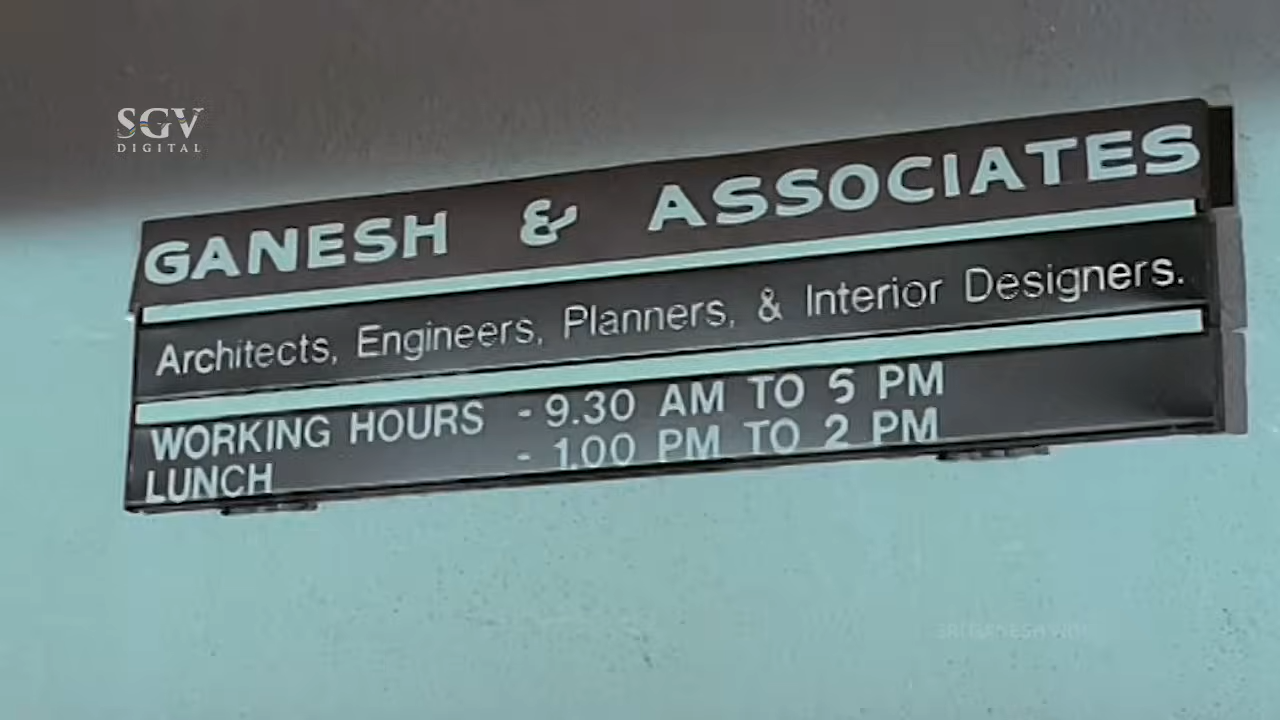 SGV
DIGITAL
GANESH & ASSOCIATES
Architects, Engineers, Planners, & Interior Designers.
WORKING HOURS - 9.30 AM TO 5 PM
LUNCH - 1.00 PM TO 2 PM